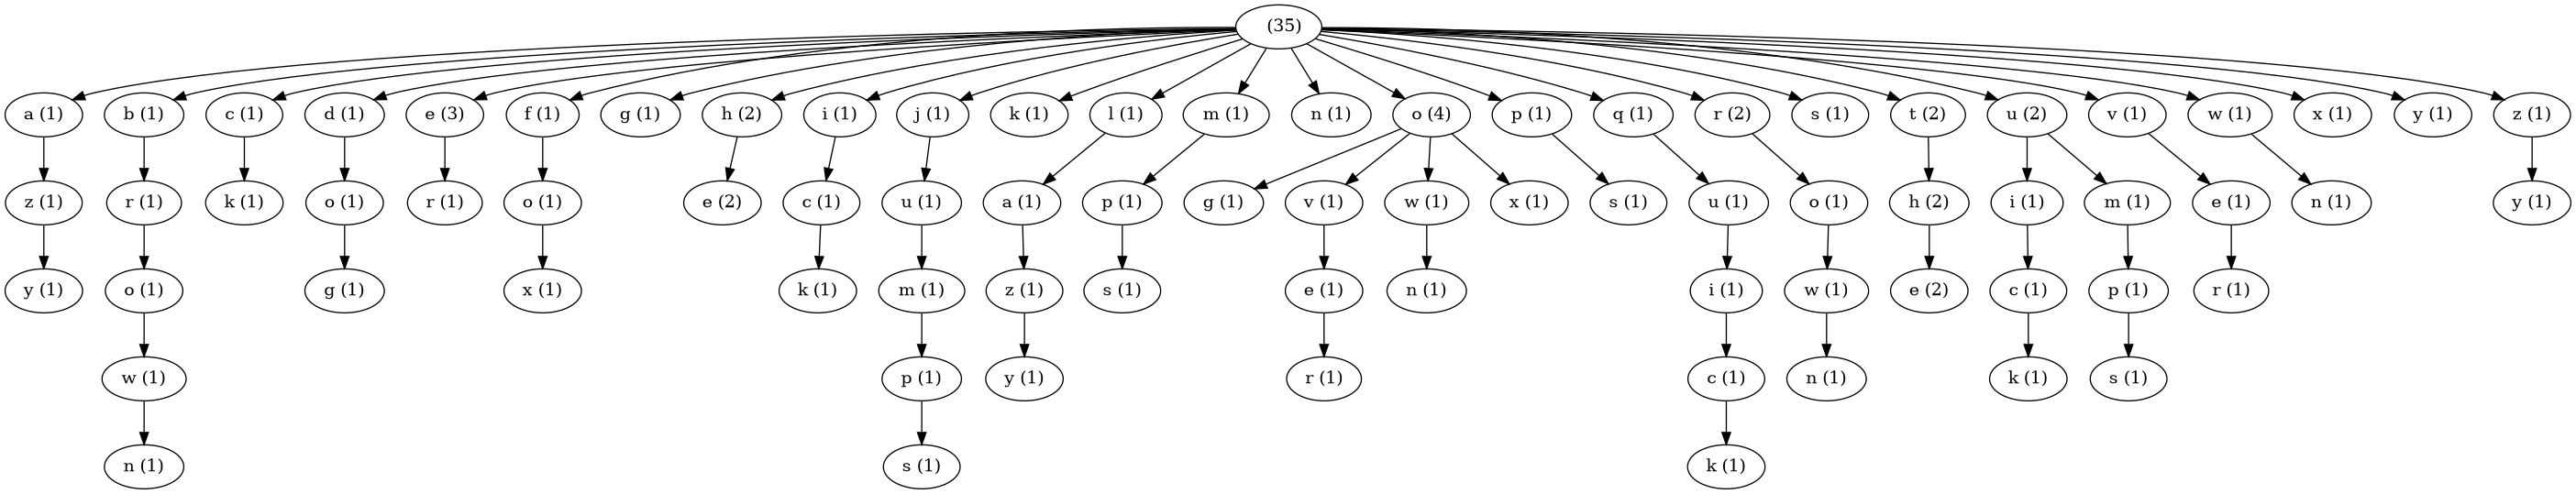 (35)
a (1) b (1) c (1) d (1) e (3) f (1) g (1) h (2) i (1) j (1) k (1) l (1) m (1) n (1) o (4) p (1) q (1) r (2) s (1) t (2) u (2) v (1) w (1) x (1) y (1) z (1)
z (1) r (1) k (1) o (1) r (1) o (1) e (2) c (1) u (1) a (1) p (1) g (1) v (1) w (1) x (1) s (1) u (1) o (1) h (2) i (1) m (1) e (1) n (1) y (1)
y (1) o (1) g (1) x (1) k (1) m (1) z (1) s (1) e (1) n (1) i (1) w (1) e (2) c (1) p (1) r (1)
w (1) p (1) y (1) r (1) c (1) n (1) k (1) s (1)
n (1) s (1) k (1)